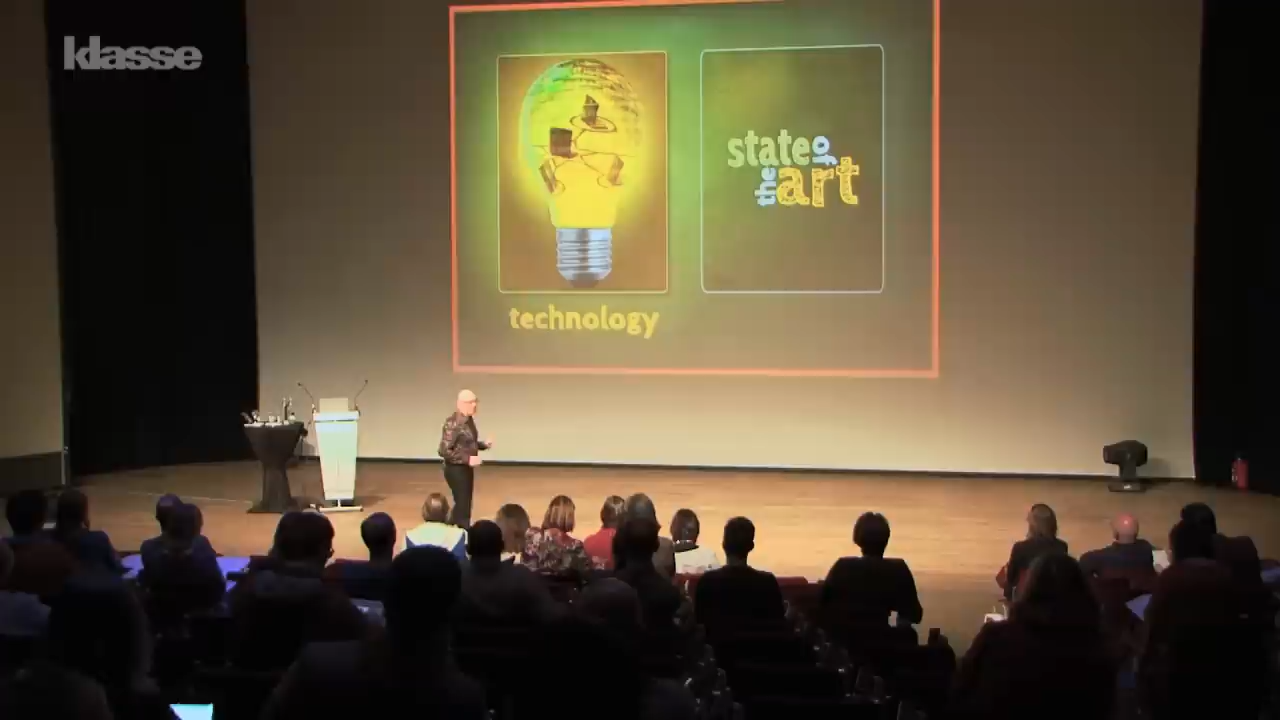 klasse
state of
the art
technology